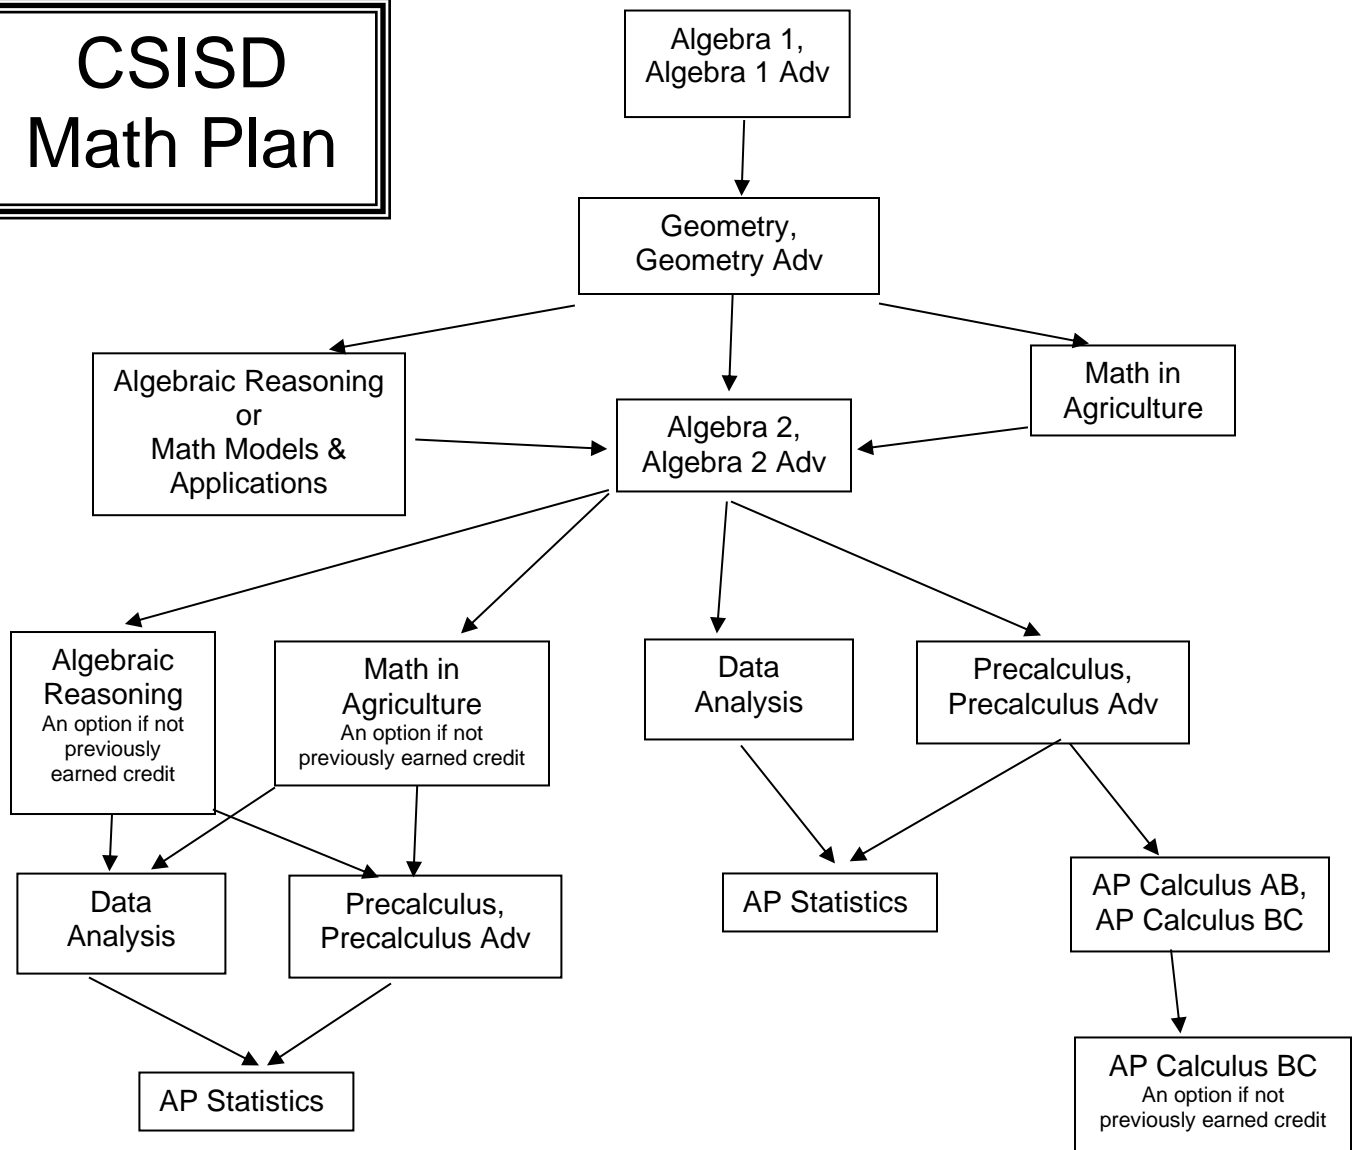 CSISD
Math Plan
Algebra 1,
Algebra 1 Adv
Geometry,
Geometry Adv
Algebraic Reasoning
or
Math Models &
Applications
Math in
Agriculture
Algebra 2,
Algebra 2 Adv
Algebraic
Reasoning
An option if not
previously
earned credit
Math in
Agriculture
An option if not
previously earned credit
Data
Analysis
Precalculus,
Precalculus Adv
Data
Analysis
Precalculus,
Precalculus Adv
AP Statistics
AP Calculus AB,
AP Calculus BC
AP Statistics
AP Calculus BC
An option if not
previously earned credit